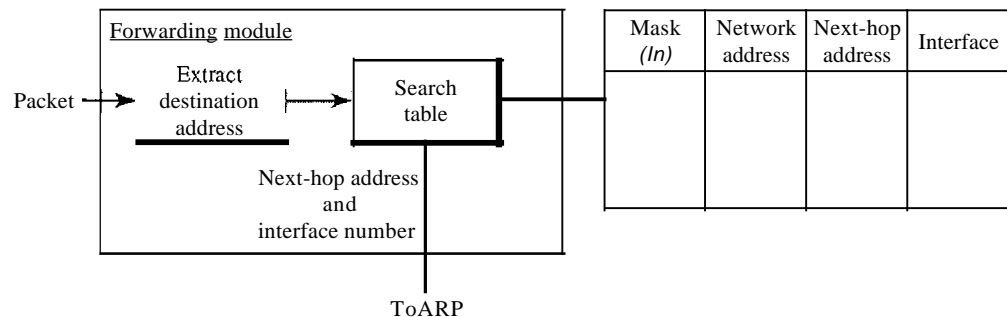 Forwarding module
Packet
Extract
destination
address
Search
table
Next-hop address
and
interface number
ToARP
Mask
(In)
Network
address
Next-hop
address
Interface